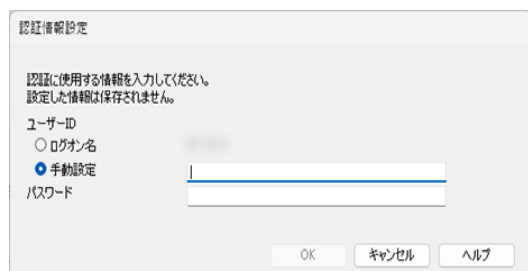 認証情報設定
認証に使用する情報を入力してください。
設定した情報は保存されません。
ユーザーID
ログオン名
手動設定
パスワード
OK キャンセル ヘルプ